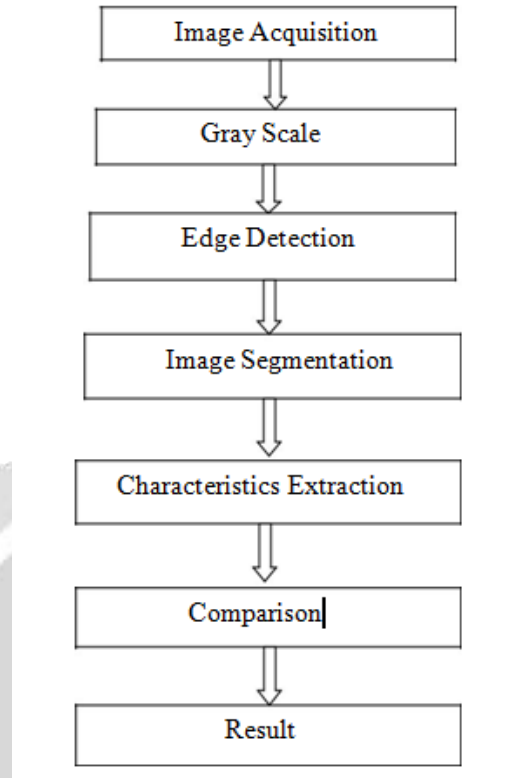 Image Acquisition
Gray Scale
Edge Detection
Image Segmentation
Characteristics Extraction
Comparison
Result